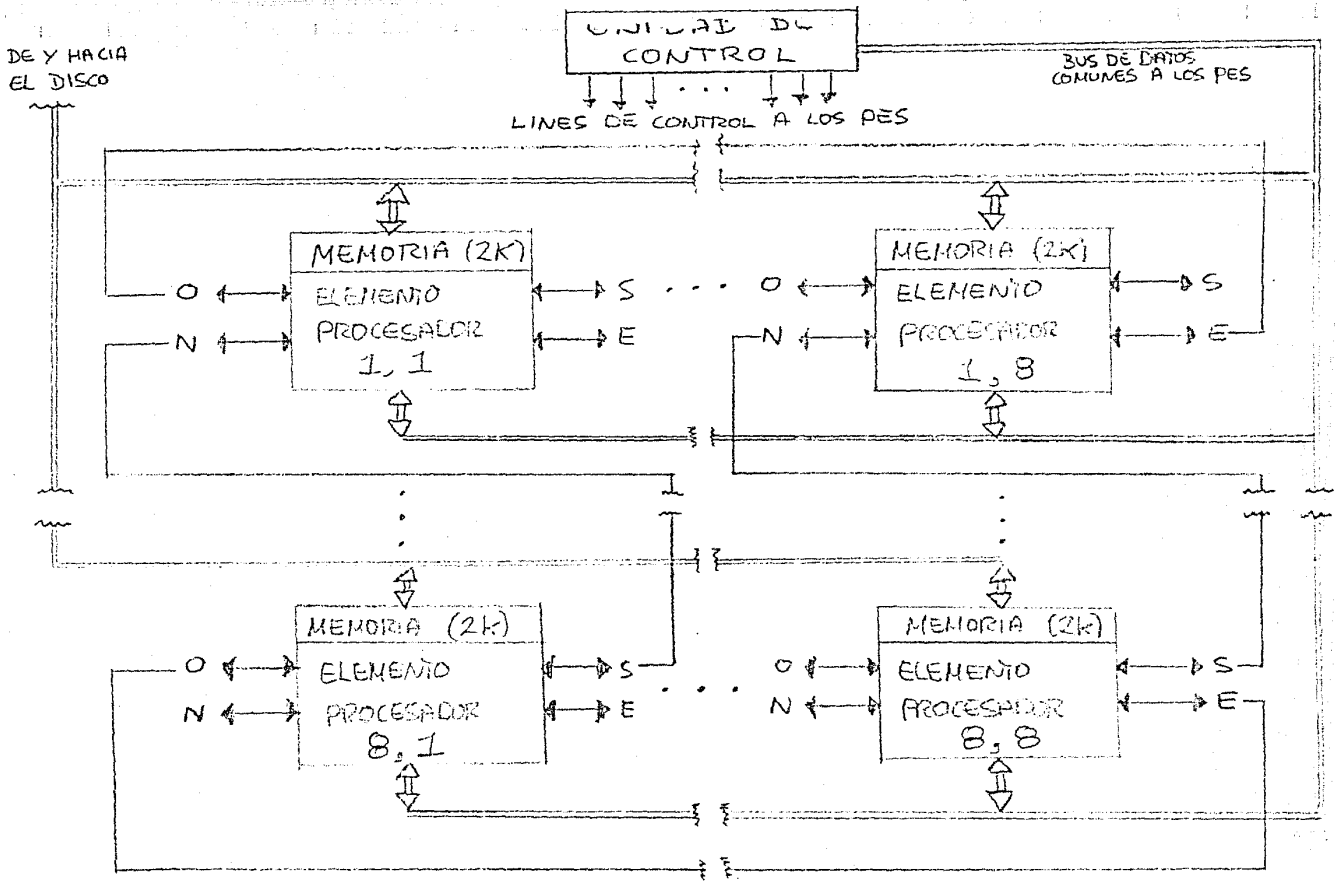 DE Y HACIA
EL DISCO
DE
CONTROL
BUS DE DATOS
COMUNES A LOS PES
. . .
LINES DE CONTROL A LOS PES
MEMORIA (2K)
O
ELEMENTO
S
N
PROCESADOR
E
1, 1
. . .
MEMORIA (2K)
O
ELEMENTO
S
N
PROCESADOR
E
1, 8
MEMORIA (2K)
O
ELEMENTO
S
N
PROCESADOR
E
8, 1
. . .
MEMORIA (2K)
O
ELEMENTO
S
N
PROCESADOR
E
8, 8